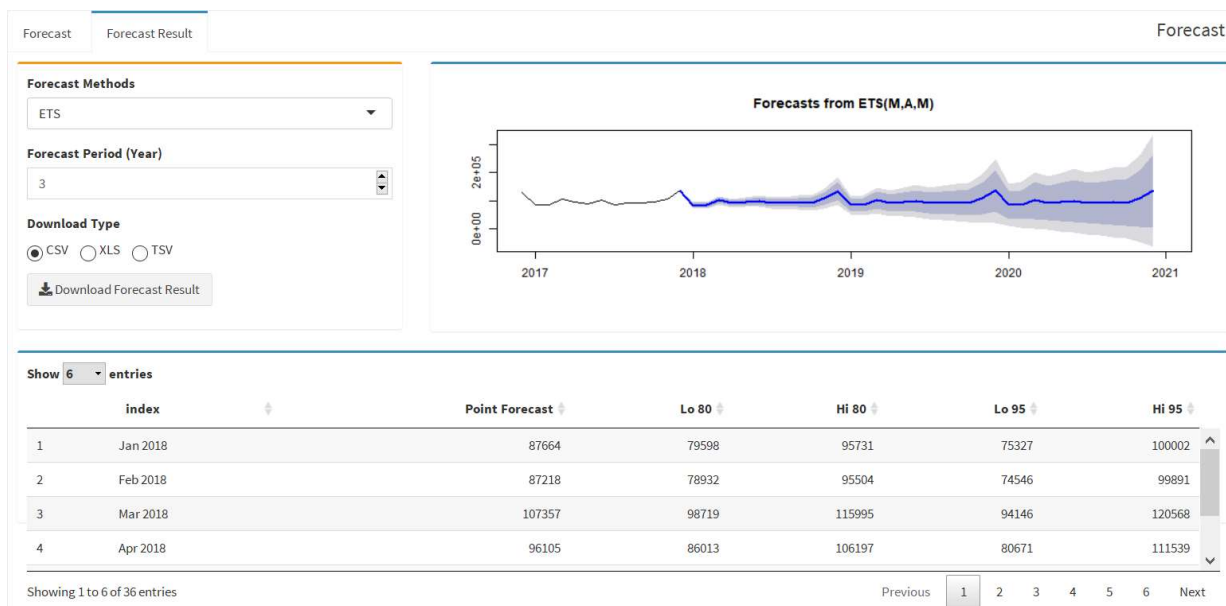 Forecast Forecast Result Forecast
Forecast Methods
ETS
Forecast Period (Year)
3
Download Type
CSV XLS TSV
Download Forecast Result
Forecasts from ETS(M,A,M)
2e+05
0e+00
2017 2018 2019 2020 2021
Show 6 entries
index Point Forecast Lo 80 Hi 80 Lo 95 Hi 95
1 Jan 2018 87664 79598 95731 75327 100002
2 Feb 2018 87218 78932 95504 74546 99891
3 Mar 2018 107357 98719 115995 94146 120568
4 Apr 2018 96105 86013 106197 80671 111539
Showing 1 to 6 of 36 entries Previous 1 2 3 4 5 6 Next